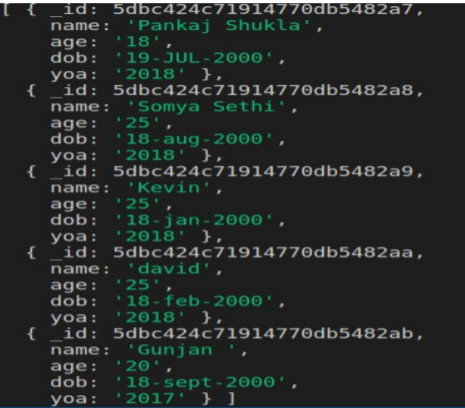 [ { _id: 5dbc424c71914770db5482a7,
name: 'Pankaj Shukla',
age: '18',
dob: '19-JUL-2000',
yoa: '2018' },
{ _id: 5dbc424c71914770db5482a8,
name: 'Somya Sethi',
age: '25',
dob: '18-aug-2000',
yoa: '2018' },
{ _id: 5dbc424c71914770db5482a9,
name: 'Kevin',
age: '25',
dob: '18-jan-2000',
yoa: '2018' },
{ _id: 5dbc424c71914770db5482aa,
name: 'david',
age: '25',
dob: '18-feb-2000',
yoa: '2018' },
{ _id: 5dbc424c71914770db5482ab,
name: 'Gunjan ',
age: '20',
dob: '18-sept-2000',
yoa: '2017' } ]